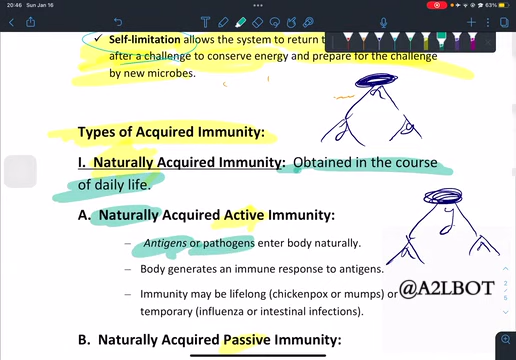 20:46 Sun Jan 16
✓ Self-limitation allows the system to return t
after a challenge to conserve energy and prepare for the challenge
by new microbes.
Types of Acquired Immunity:
I. Naturally Acquired Immunity: Obtained in the course
of daily life.
A. Naturally Acquired Active Immunity:
– Antigens or pathogens enter body naturally.
– Body generates an immune response to antigens.
– Immunity may be lifelong (chickenpox or mumps) or
temporary (influenza or intestinal infections).
@A2LBOT
B. Naturally Acquired Passive Immunity: